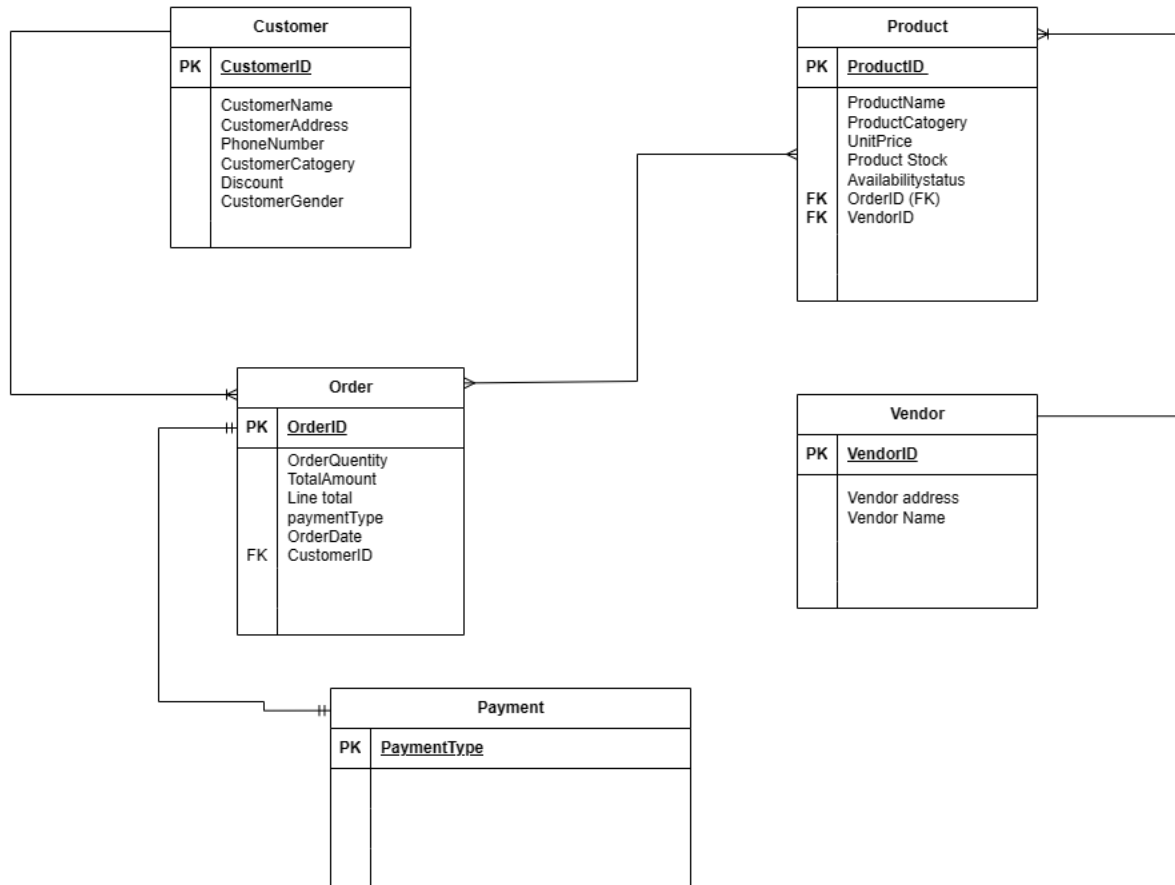 Customer
PK CustomerID
CustomerName
CustomerAddress
PhoneNumber
CustomerCatogery
Discount
CustomerGender
Product
PK ProductID
ProductName
ProductCatogery
UnitPrice
Product Stock
Availabilitystatus
FK OrderID (FK)
FK VendorID
Order
PK OrderID
OrderQuentity
TotalAmount
Line total
paymentType
OrderDate
FK CustomerID
Vendor
PK VendorID
Vendor address
Vendor Name
Payment
PK PaymentType